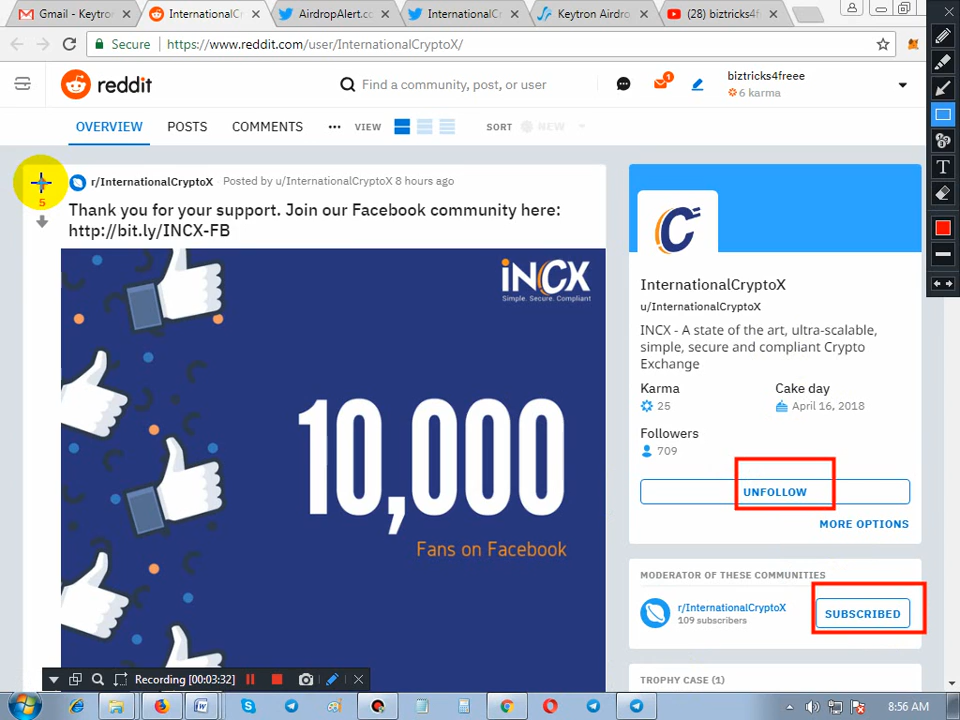 Gmail - Keytro
InternationalC
AirdropAlert.c
InternationalC
Keytron Airdro
(28) biztricks4f
Secure
https://www.reddit.com/user/InternationalCryptoX/
reddit
Find a community, post, or user
1
biztricks4freee
6 karma
OVERVIEW
POSTS
COMMENTS
VIEW
SORT
NEW
T
r/InternationalCryptoX
Posted by u/InternationalCryptoX 8 hours ago
5
Thank you for your support. Join our Facebook community here:
http://bit.ly/INCX-FB
iNCX
Simple. Secure. Compliant
10,000
Fans on Facebook
InternationalCryptoX
u/InternationalCryptoX
INCX - A state of the art, ultra-scalable,
simple, secure and compliant Crypto
Exchange
Karma
Cake day
25
April 16, 2018
Followers
709
UNFOLLOW
MORE OPTIONS
MODERATOR OF THESE COMMUNITIES
r/InternationalCryptoX
109 subscribers
SUBSCRIBED
TROPHY CASE (1)
Recording [00:03:32]
8:56 AM